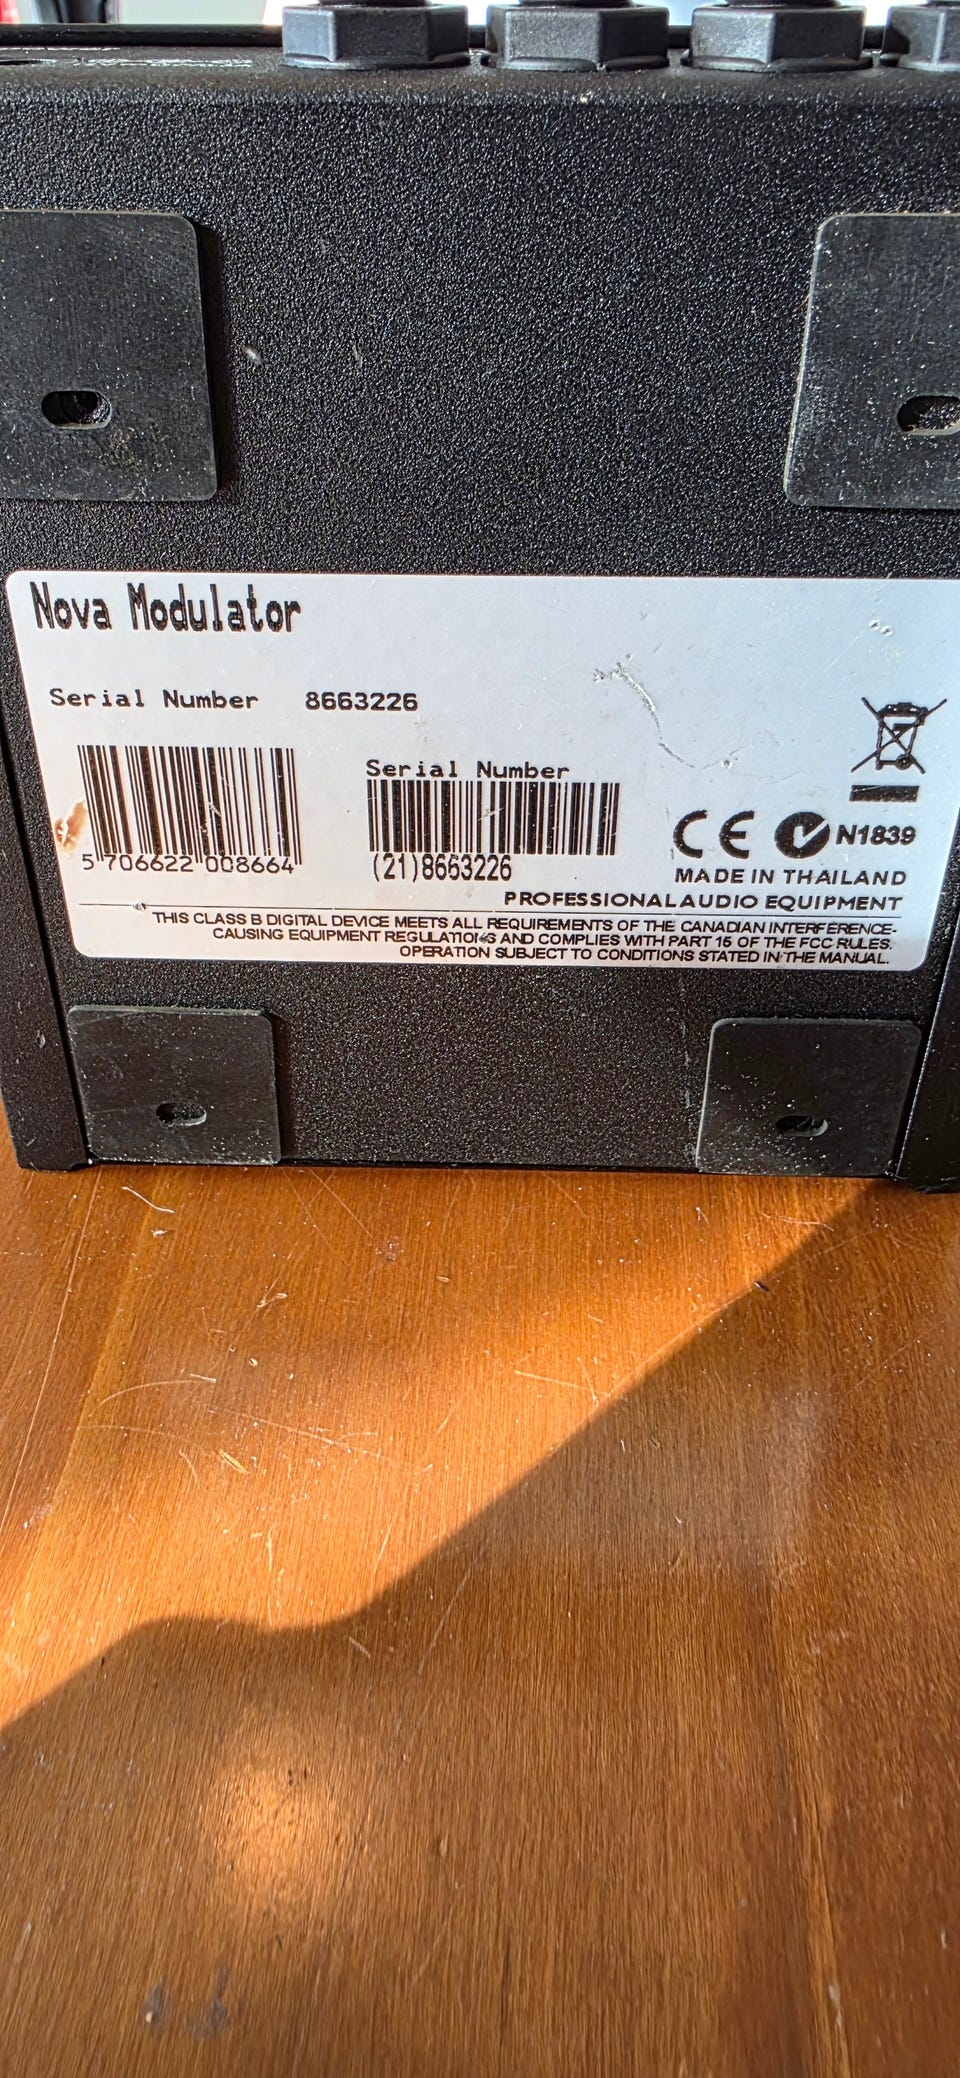 Nova Modulator
Serial Number 8663226
Serial Number
5 706622 008664
(21)8663226
CE N1839
MADE IN THAILAND
PROFESSIONAL AUDIO EQUIPMENT
THIS CLASS B DIGITAL DEVICE MEETS ALL REQUIREMENTS OF THE CANADIAN INTERFERENCE-
CAUSING EQUIPMENT REGULATIONS AND COMPLIES WITH PART 15 OF THE FCC RULES.
OPERATION SUBJECT TO CONDITIONS STATED IN THE MANUAL.